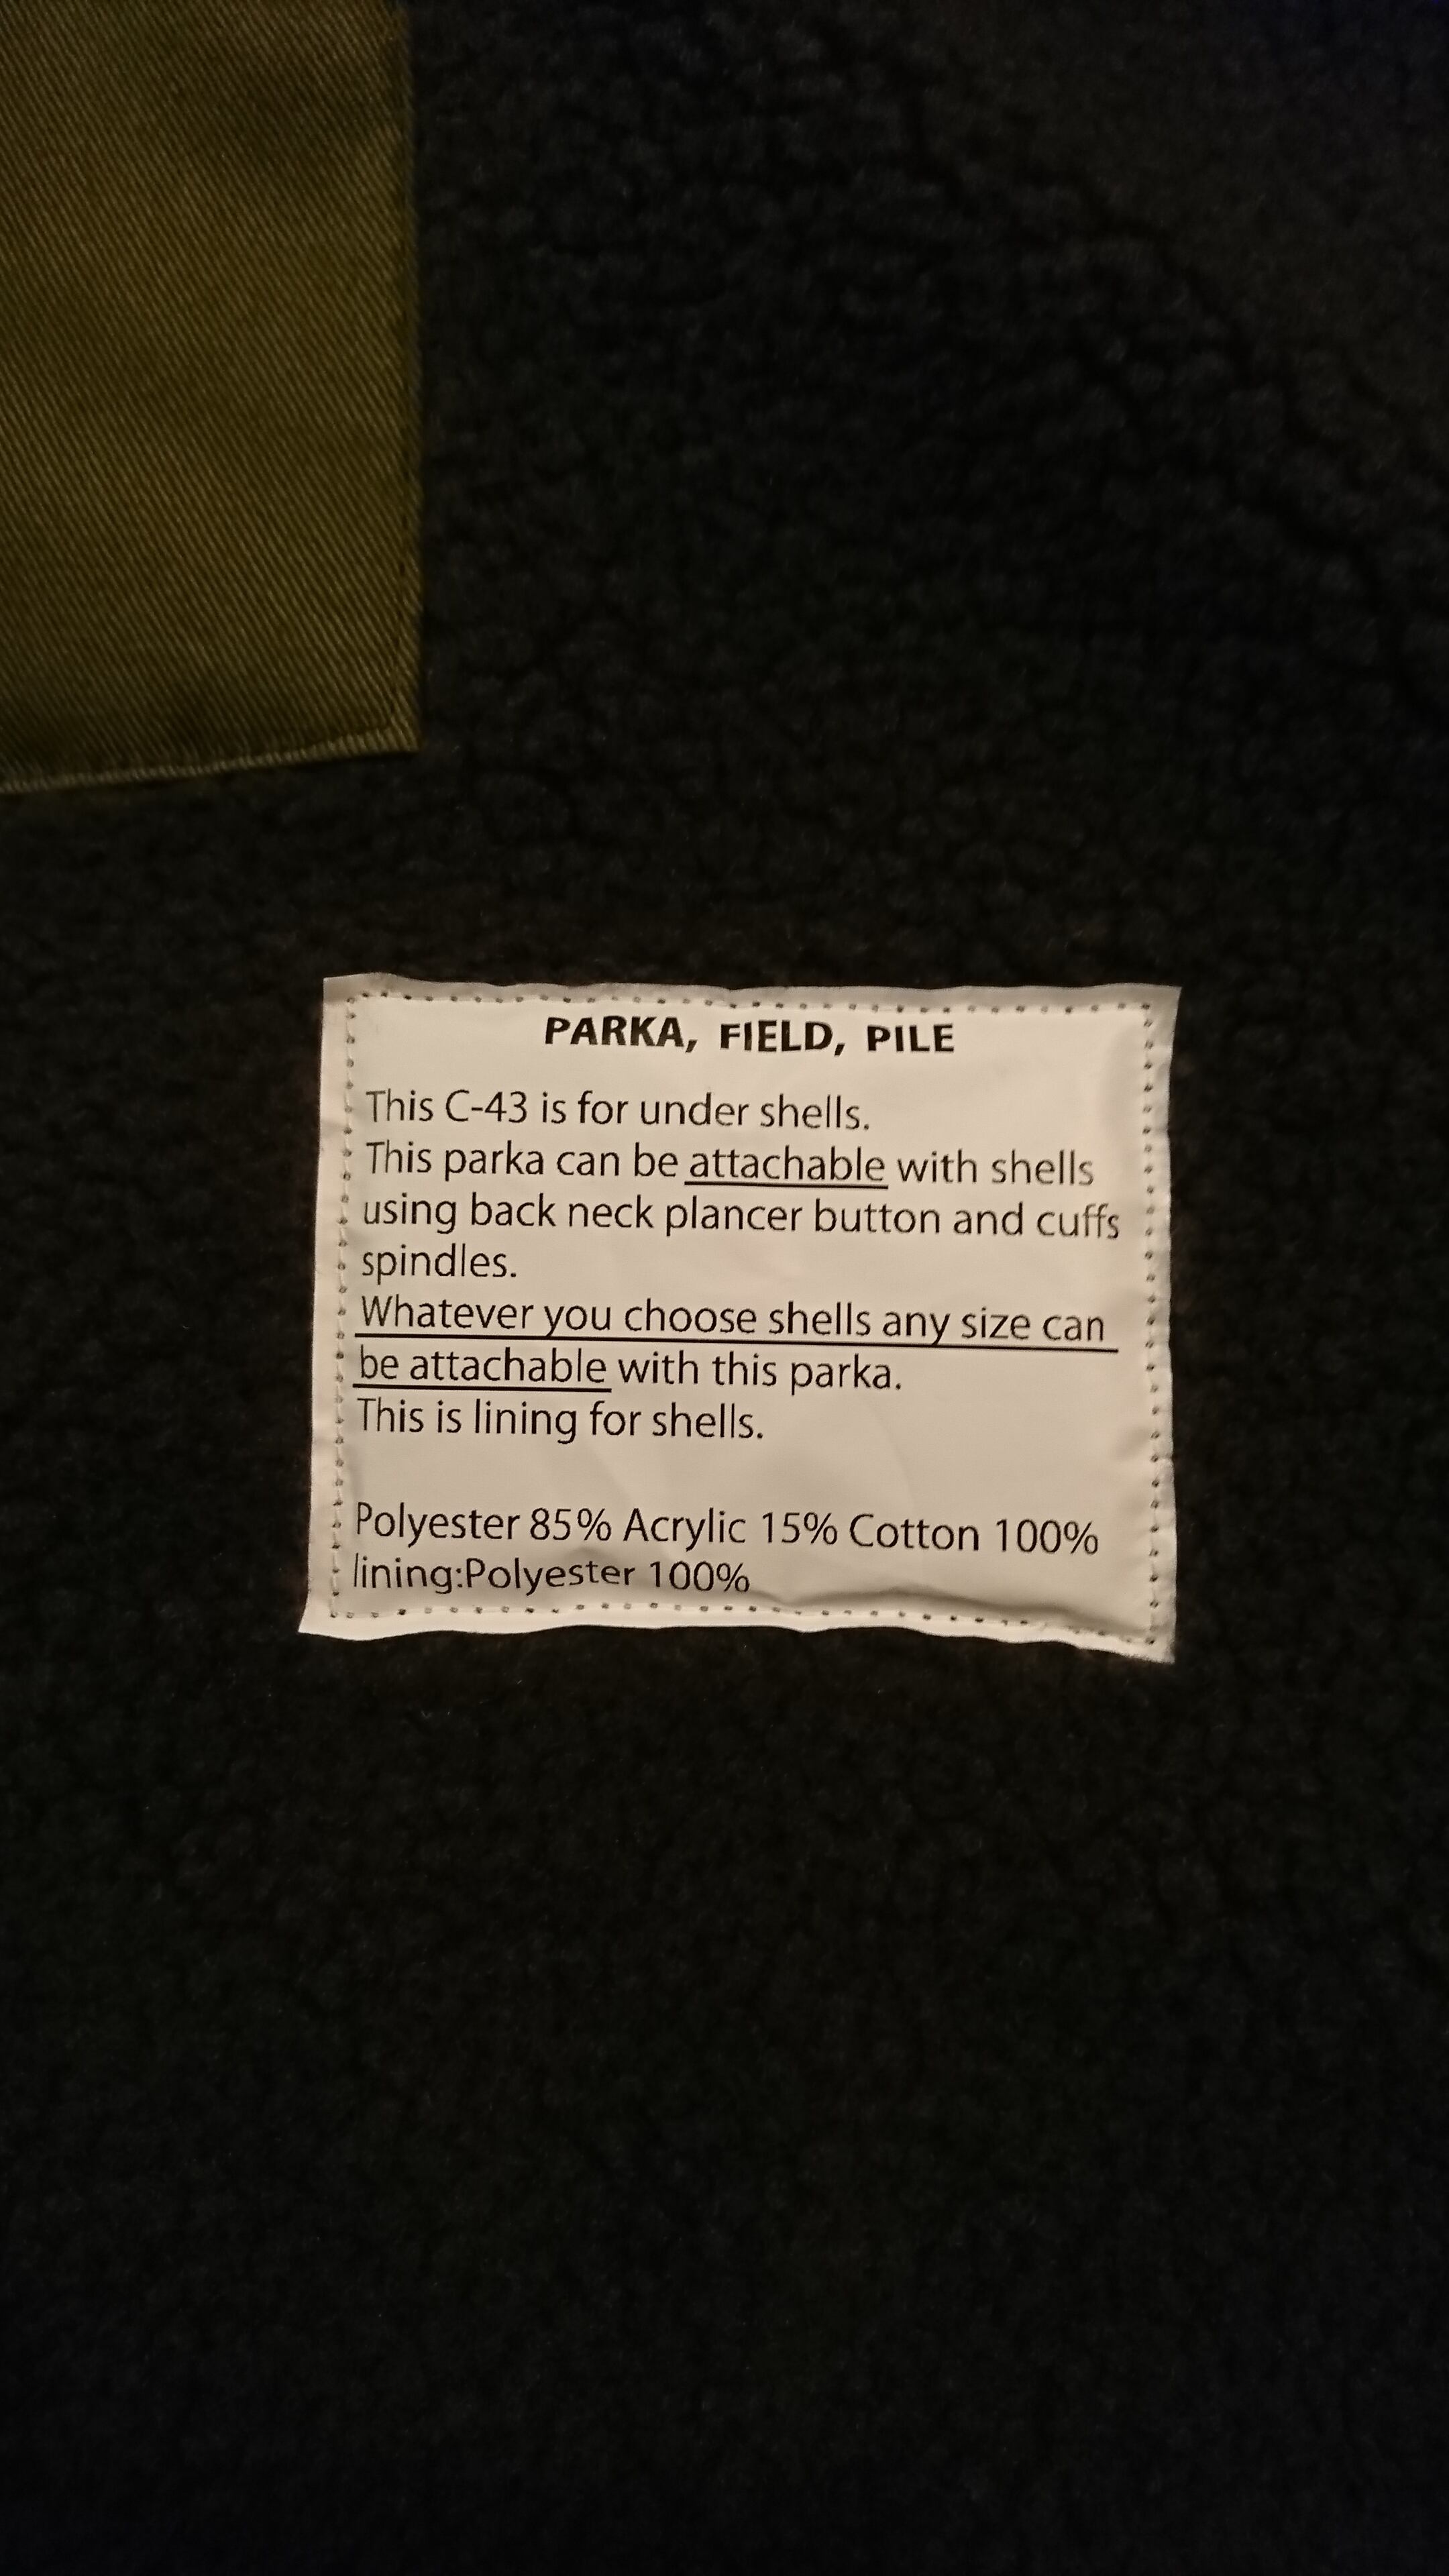 PARKA, FIELD, PILE
This C-43 is for under shells.
This parka can be attachable with shells
using back neck plancer button and cuffs
spindles.
Whatever you choose shells any size can
be attachable with this parka.
This is lining for shells.
Polyester 85% Acrylic 15% Cotton 100%
lining:Polyester 100%